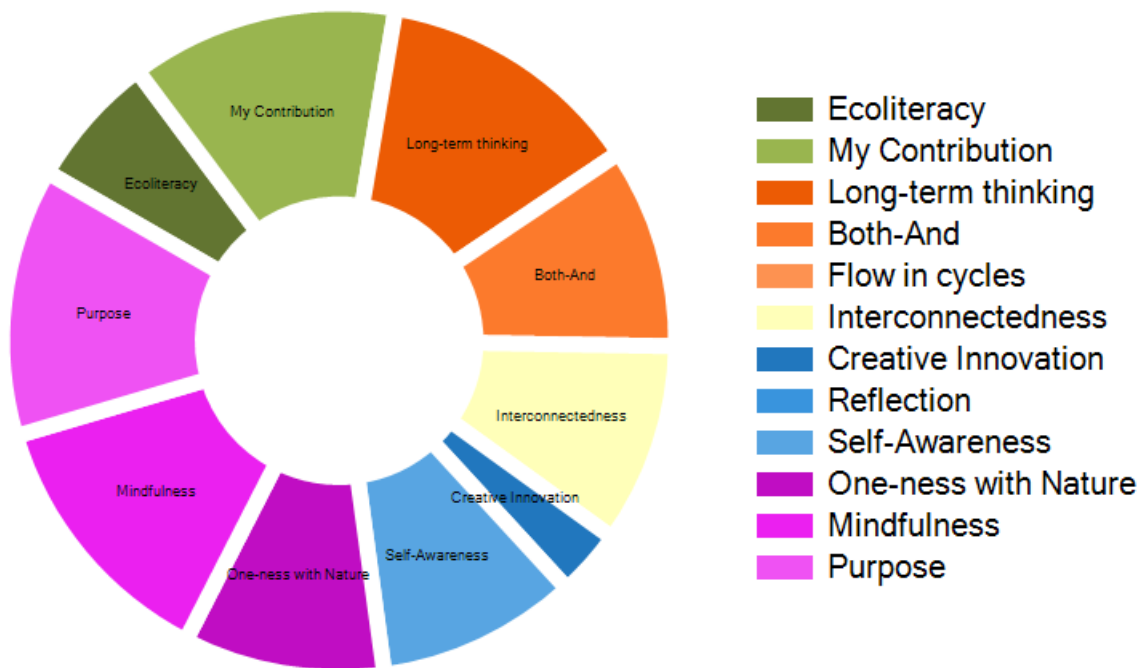 My Contribution
Long-term thinking
Ecoliteracy
Both-And
Purpose
Interconnectedness
Mindfulness
Creative Innovation
Self-Awareness
One-ness with Nature
Ecoliteracy
My Contribution
Long-term thinking
Both-And
Flow in cycles
Interconnectedness
Creative Innovation
Reflection
Self-Awareness
One-ness with Nature
Mindfulness
Purpose